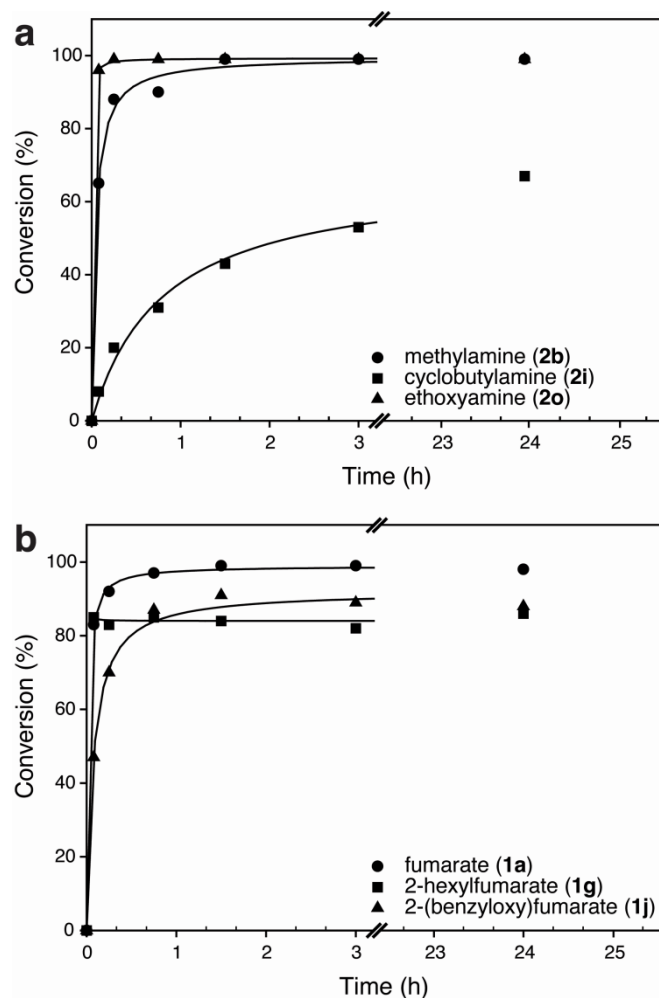 a
100
80
60
40
20
0
Conversion (%)
methylamine (2b)
cyclobutylamine (2i)
ethoxyamine (2o)
0 1 2 3 23 24 25
Time (h)
b
100
80
60
40
20
0
Conversion (%)
fumarate (1a)
2-hexylfumarate (1g)
2-(benzyloxy)fumarate (1j)
0 1 2 3 23 24 25
Time (h)